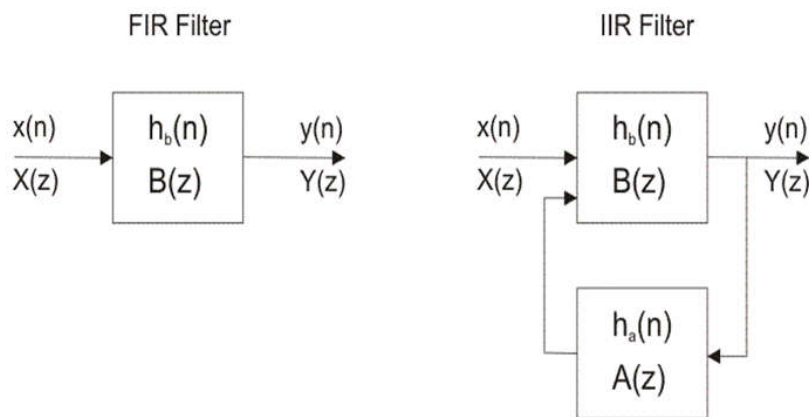 FIR Filter
x(n)
X(z)
h_b(n)
B(z)
y(n)
Y(z)
IIR Filter
x(n)
X(z)
h_b(n)
B(z)
y(n)
Y(z)
h_a(n)
A(z)